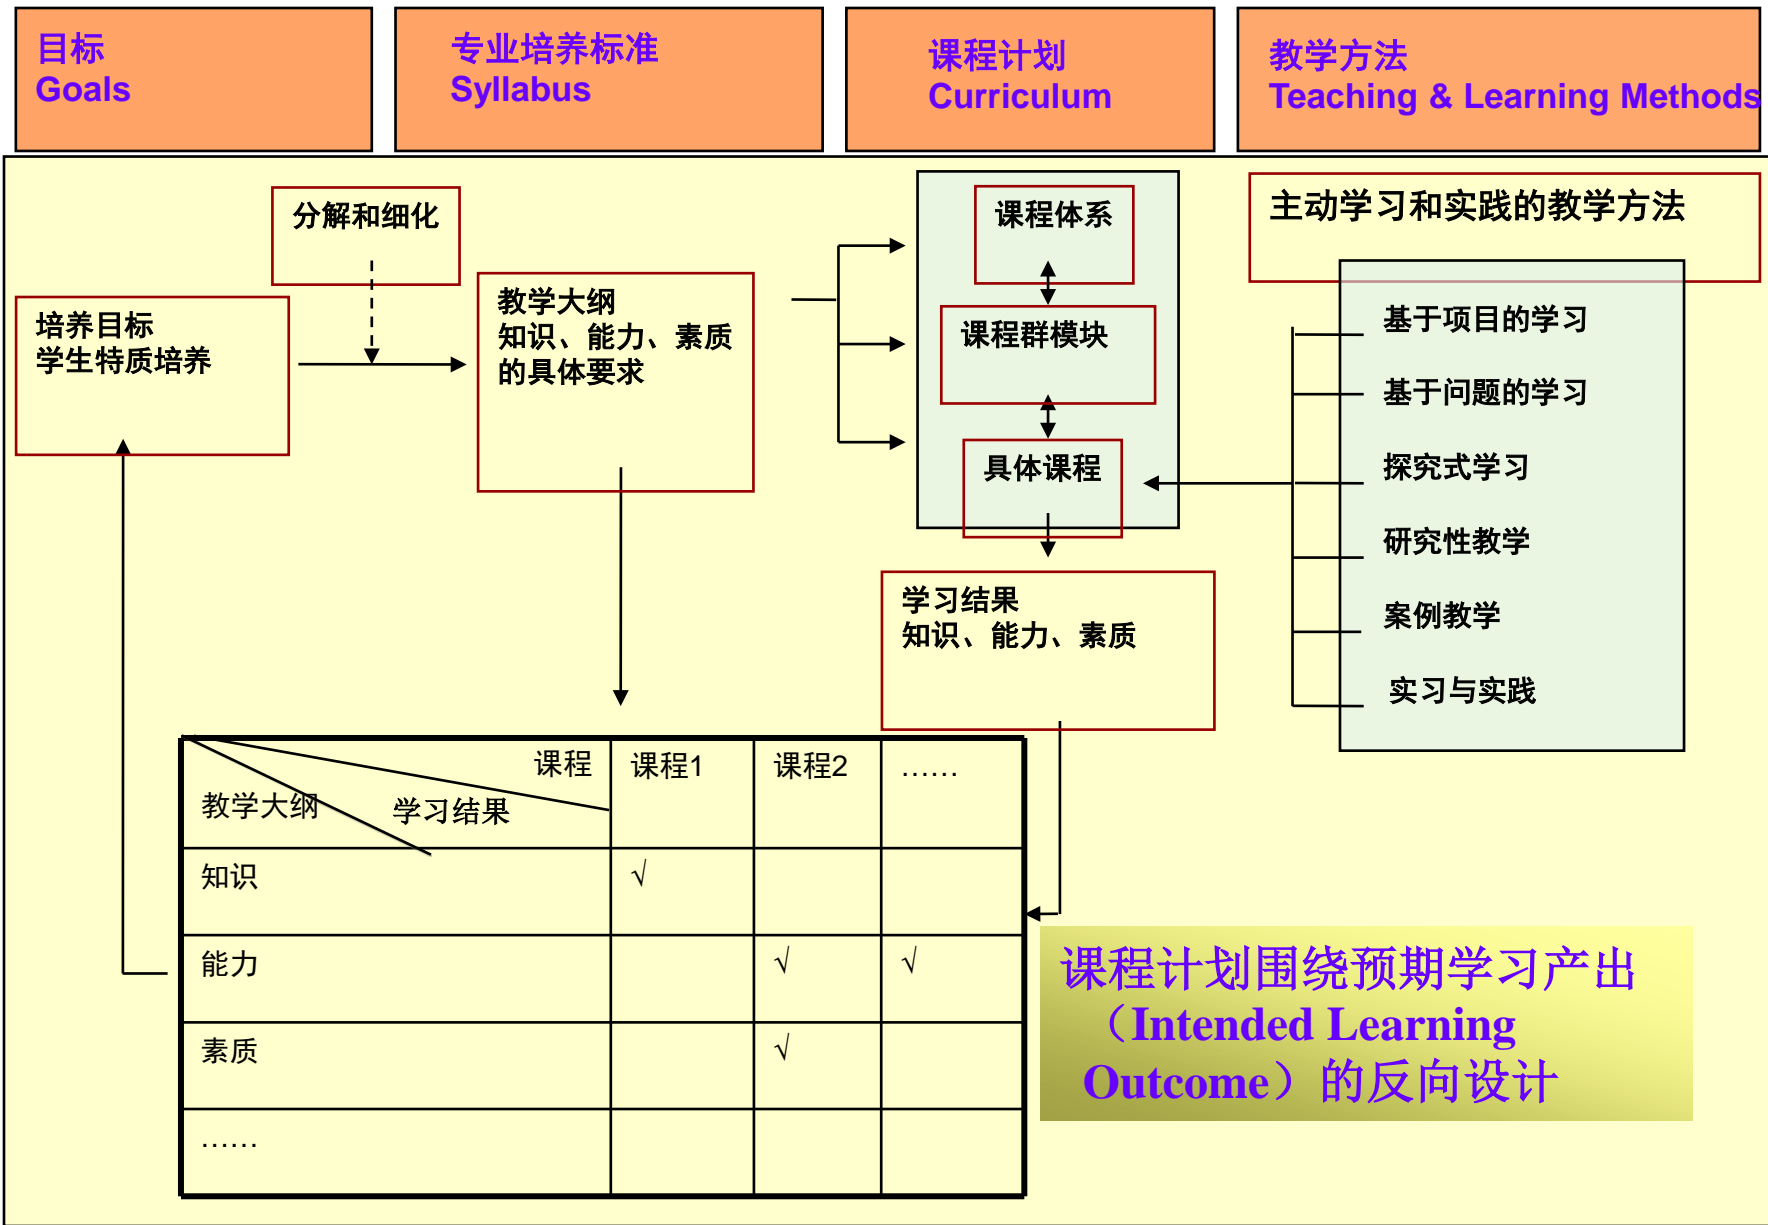 目标
Goals
专业培养标准
Syllabus
课程计划
Curriculum
教学方法
Teaching & Learning Methods
分解和细化
培养目标
学生特质培养
教学大纲
知识、能力、素质
的具体要求
课程体系
课程群模块
具体课程
学习结果
知识、能力、素质
主动学习和实践的教学方法
基于项目的学习
基于问题的学习
探究式学习
研究性教学
案例教学
实习与实践
课程
教学大纲
学习结果
课程1
课程2
……
知识
√
能力
√
√
素质
√
……
课程计划围绕预期学习产出
（Intended Learning
Outcome）的反向设计